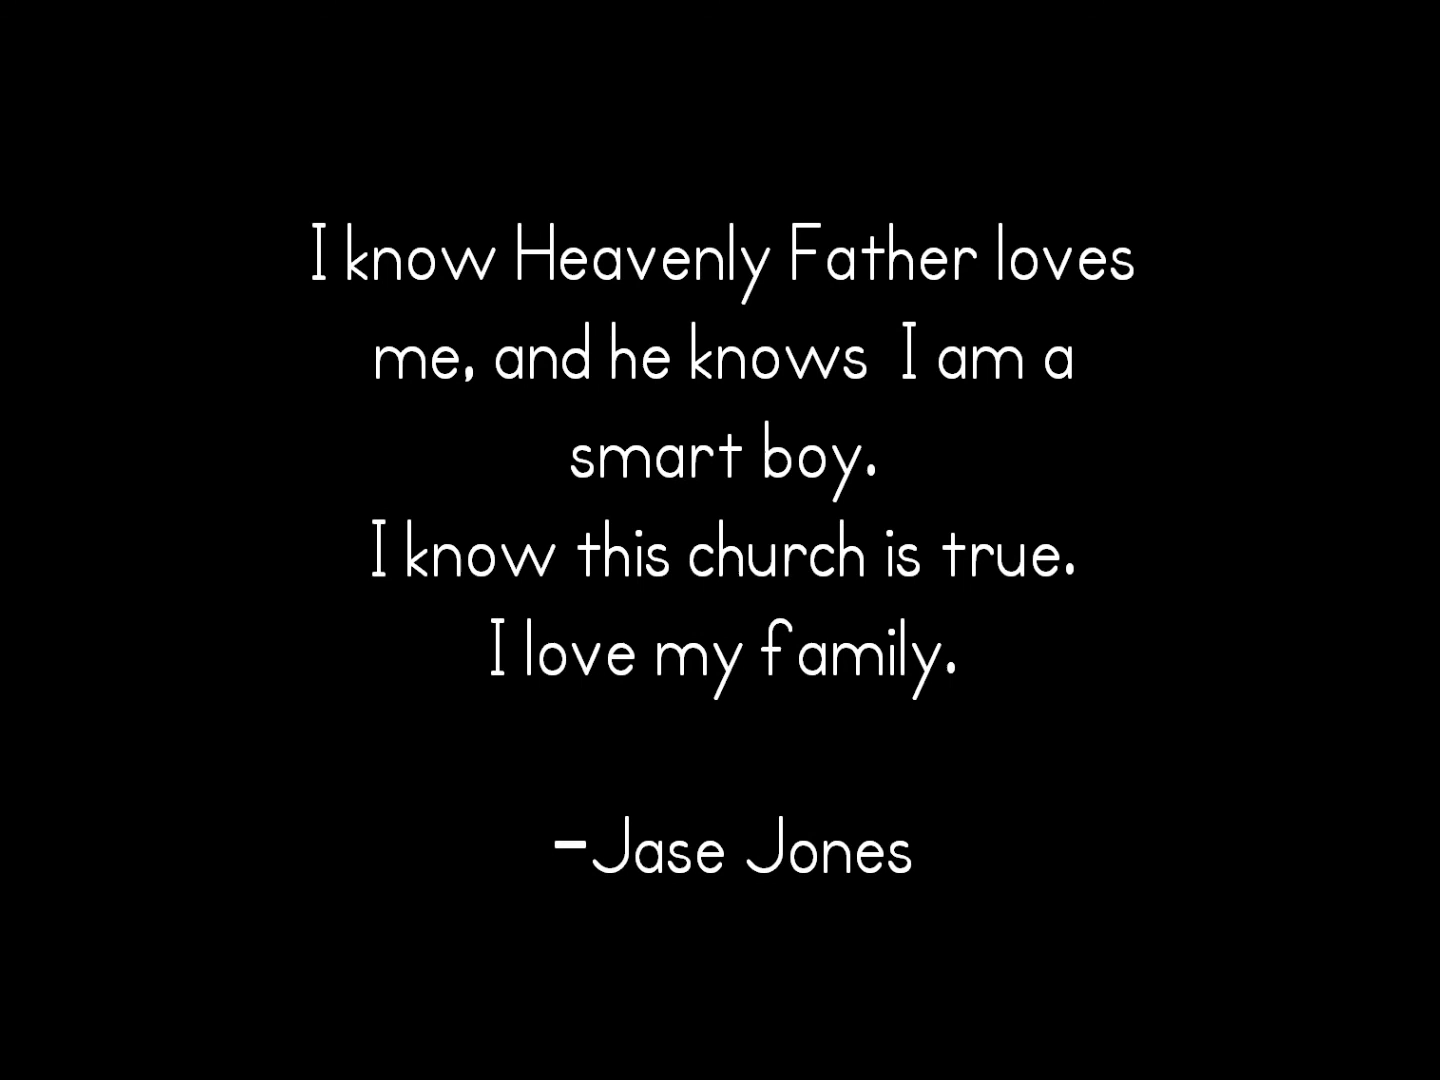 I know Heavenly Father loves
me, and he knows  I am a
smart boy.
I know this church is true.
I love my family.
-Jase Jones